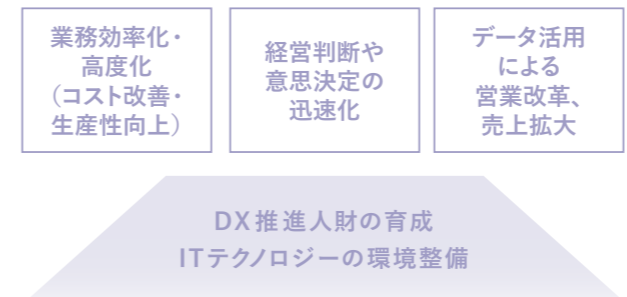 業務効率化・
高度化
（コスト改善・
生産性向上）
経営判断や
意思決定の
迅速化
データ活用
による
営業改革、
売上拡大
DX推進人財の育成
ITテクノロジーの環境整備